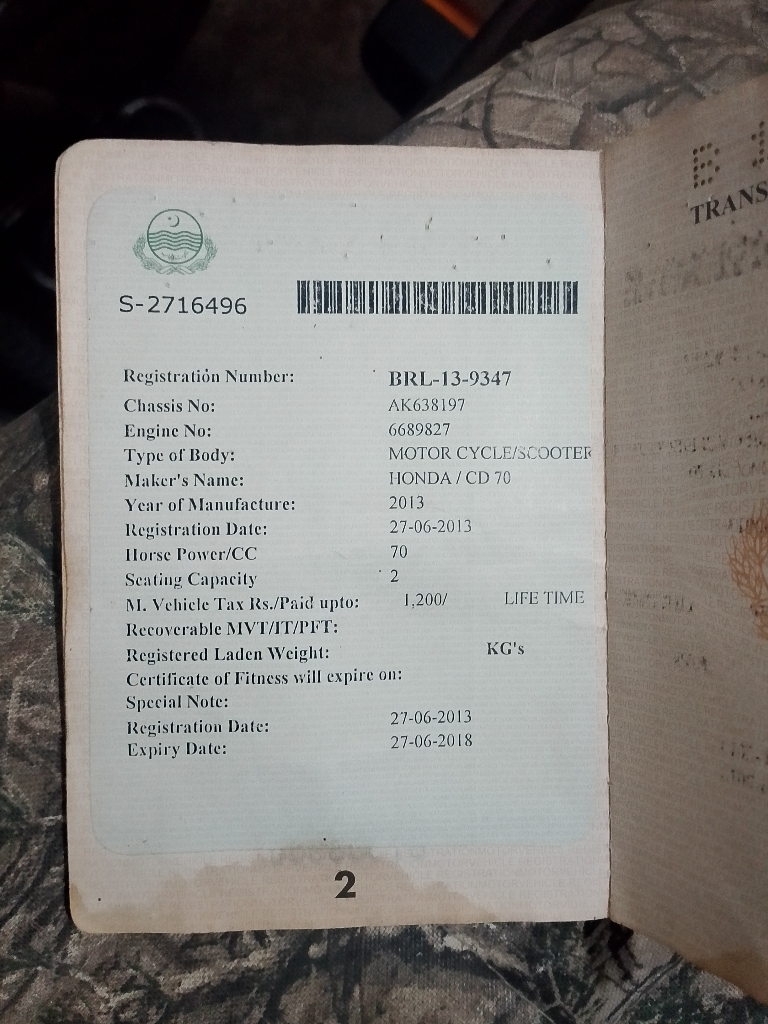 S-2716496
Registration Number: BRL-13-9347
Chassis No: AK638197
Engine No: 6689827
Type of Body: MOTOR CYCLE/SCOOTER
Maker's Name: HONDA / CD 70
Year of Manufacture: 2013
Registration Date: 27-06-2013
Horse Power/CC 70
Seating Capacity 2
M. Vehicle Tax Rs./Paid upto: 1,200/ LIFE TIME
Recoverable MVT/IT/PFT:
Registered Laden Weight: KG's
Certificate of Fitness will expire on:
Special Note:
Registration Date: 27-06-2013
Expiry Date: 27-06-2018
2
TRANS